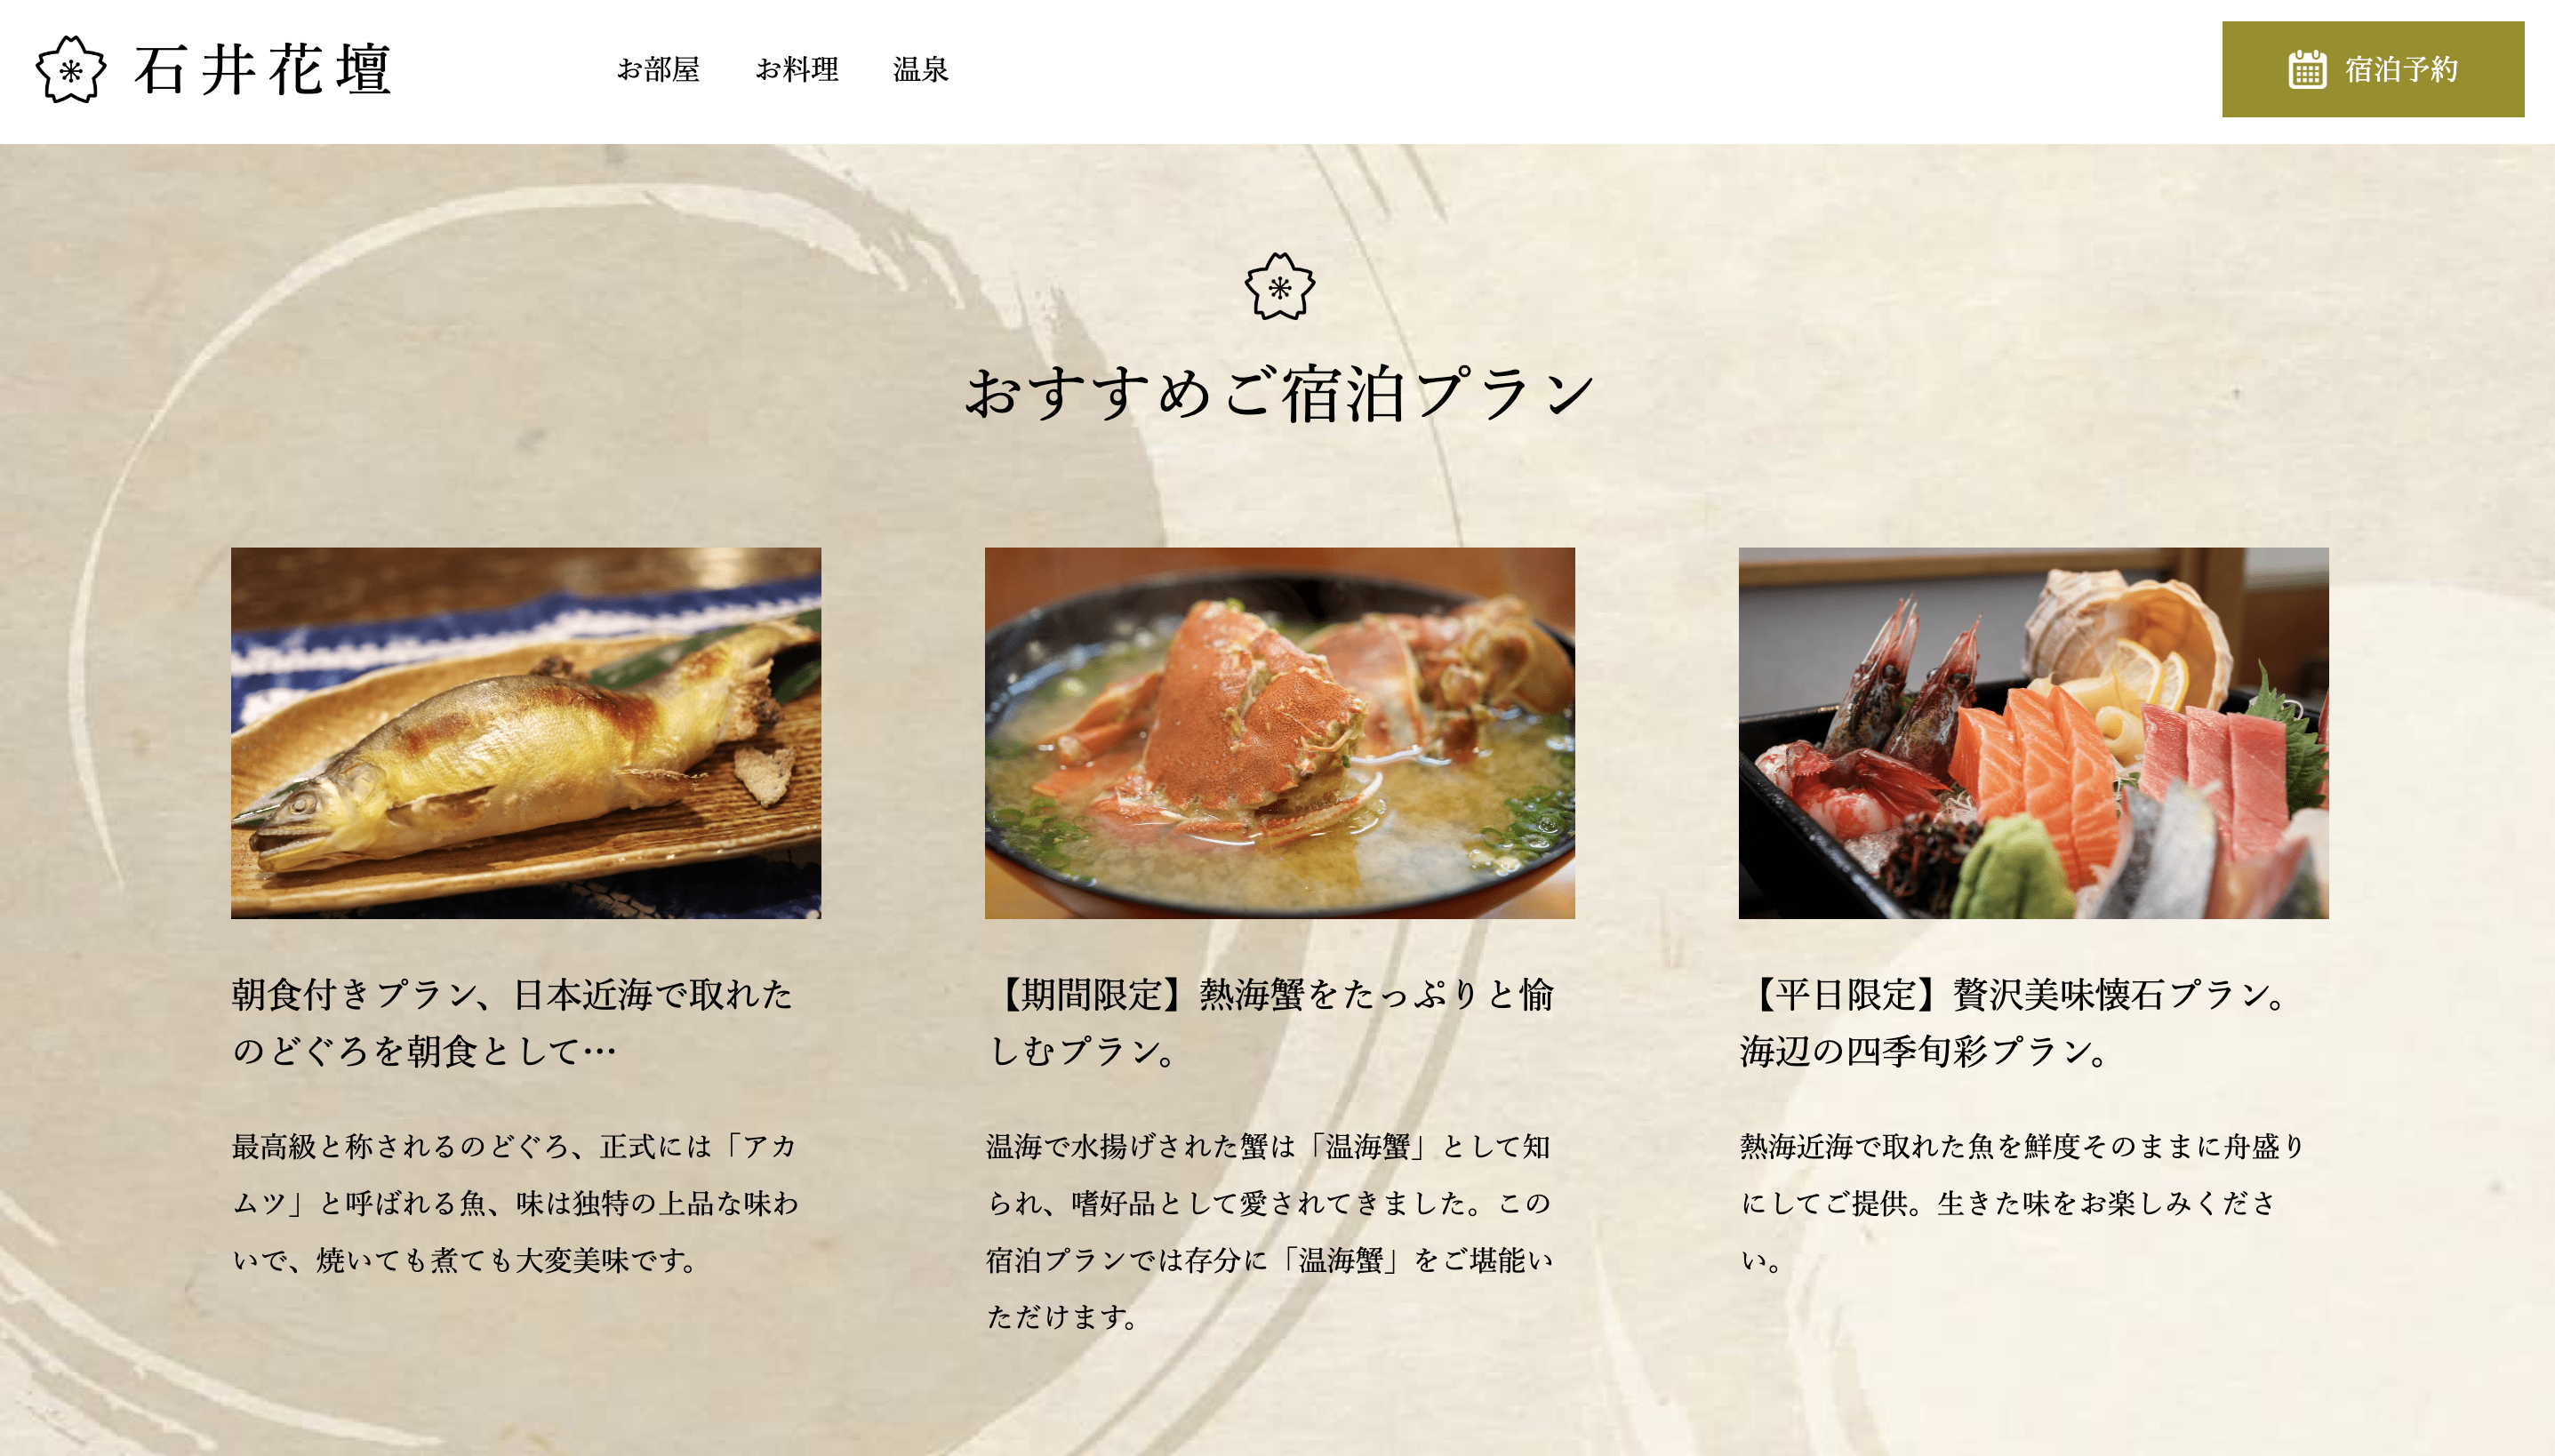 石井花壇
お部屋 お料理 温泉
宿泊予約
おすすめご宿泊プラン
朝食付きプラン、日本近海で取れた
のどぐろを朝食として…
最高級と称されるのどぐろ、正式には「アカ
ムツ」と呼ばれる魚、味は独特の上品な味わ
いで、焼いても煮ても大変美味です。
【期間限定】熱海蟹をたっぷりと愉
しむプラン。
温海で水揚げされた蟹は「温海蟹」として知
られ、嗜好品として愛されてきました。この
宿泊プランでは存分に「温海蟹」をご堪能い
ただけます。
【平日限定】贅沢美味懐石プラン。
海辺の四季旬彩プラン。
熱海近海で取れた魚を鮮度そのままに舟盛り
にしてご提供。生きた味をお楽しみくださ
い。